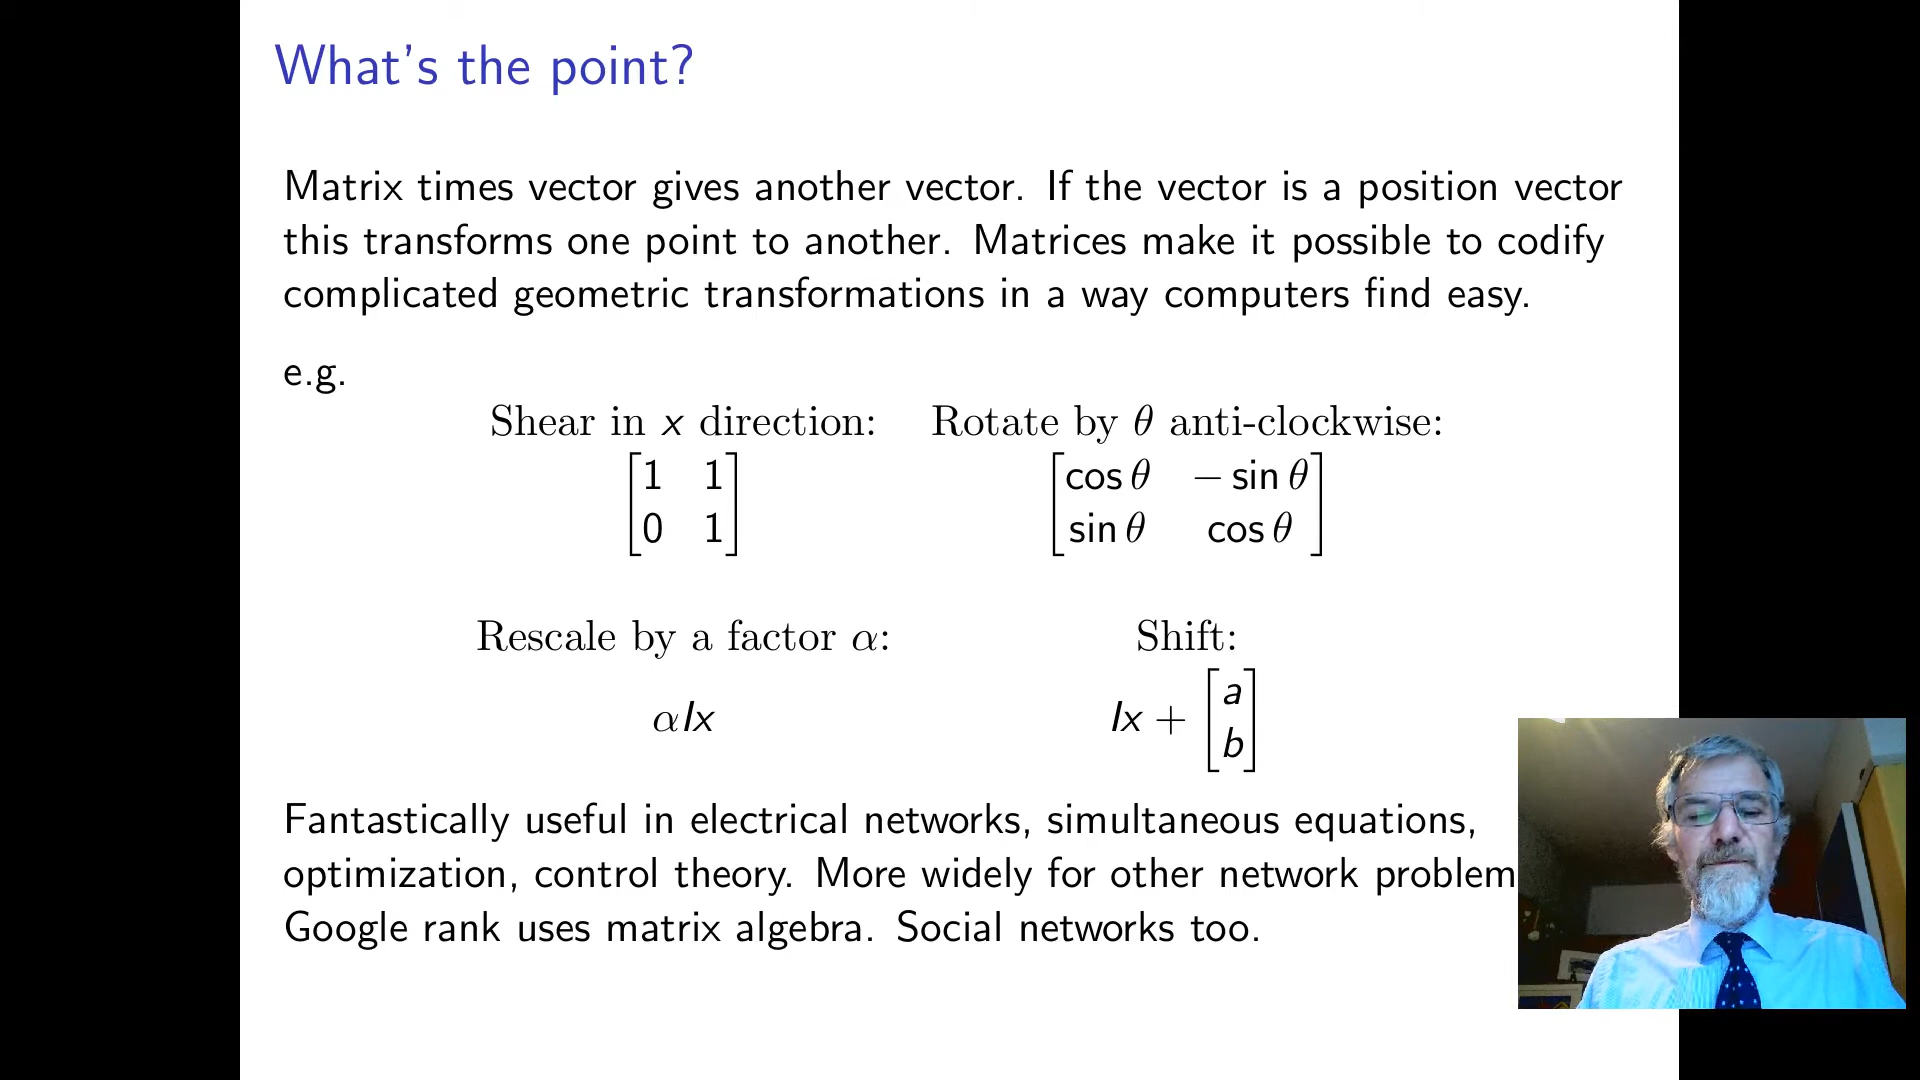 What's the point?
Matrix times vector gives another vector. If the vector is a position vector
this transforms one point to another. Matrices make it possible to codify
complicated geometric transformations in a way computers find easy.
e.g.
Shear in x direction: Rotate by θ anti-clockwise:
[1 1] [cos θ − sin θ]
[0 1] [sin θ cos θ]
Rescale by a factor α: Shift:
αIx Ix + [a b]
Fantastically useful in electrical networks, simultaneous equations,
optimization, control theory. More widely for other network problem
Google rank uses matrix algebra. Social networks too.